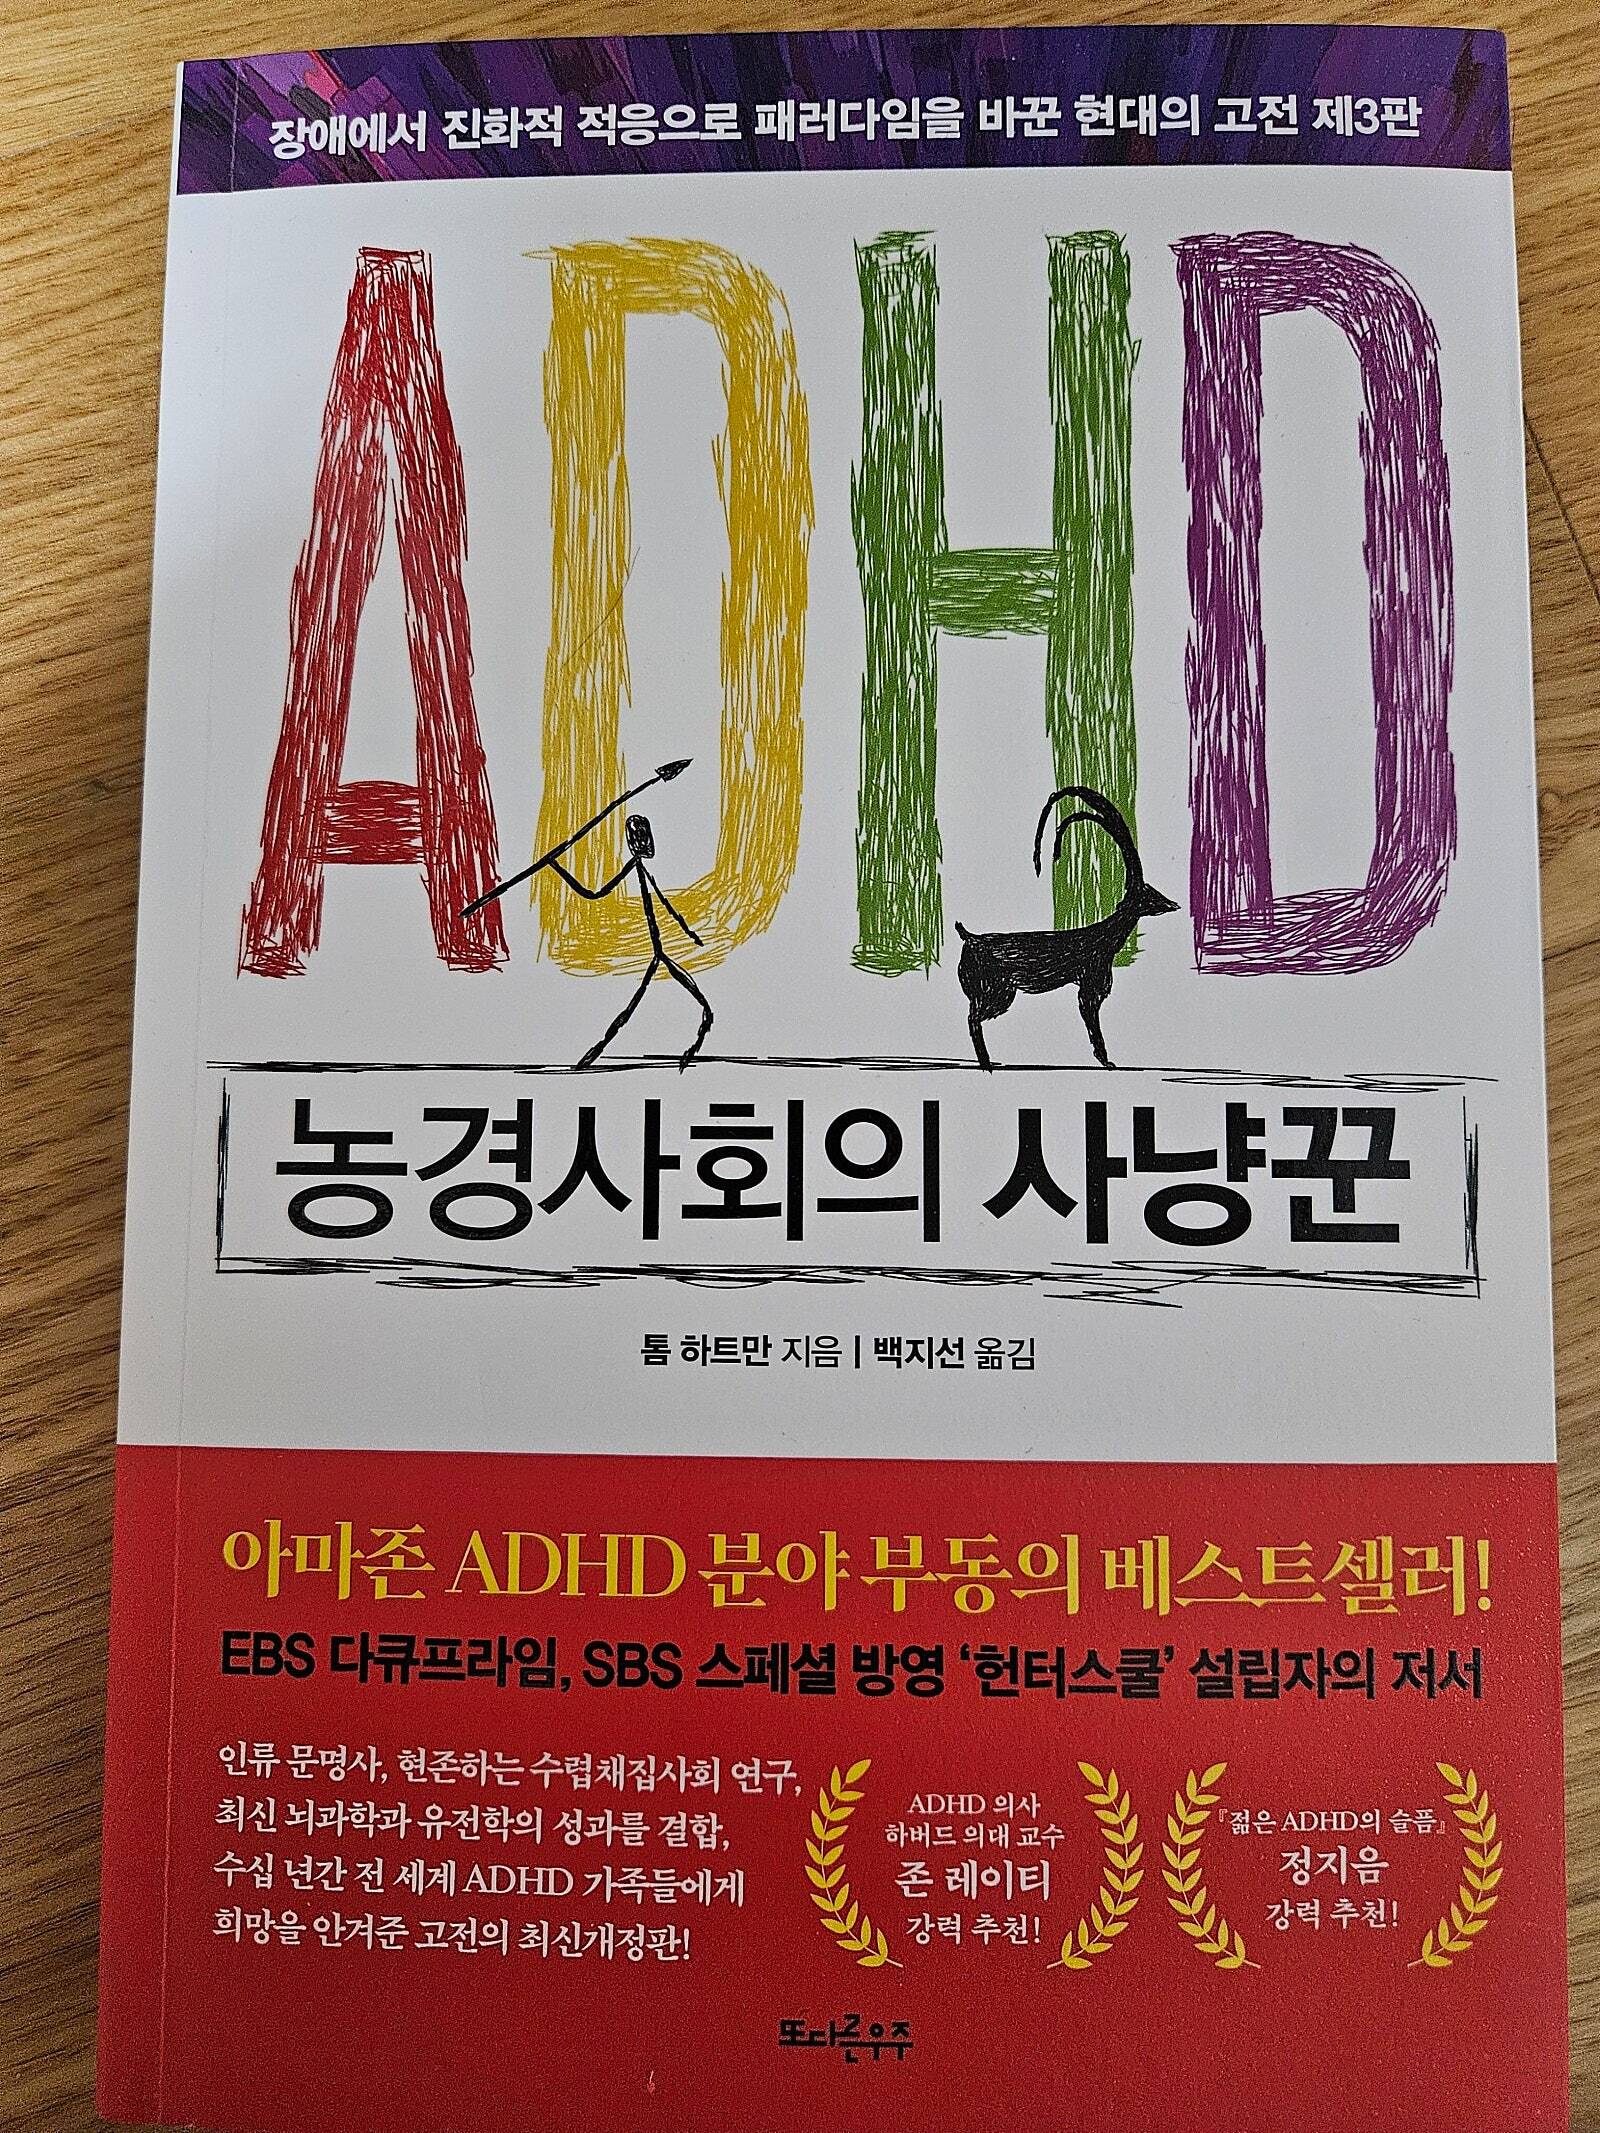 장애에서 진화적 적응으로 패러다임을 바꾼 현대의 고전 제3판
ADHD
농경사회의 사냥꾼
톰 하트만 지음 | 백지선 옮김
아마존 ADHD 분야 부동의 베스트셀러!
EBS 다큐프라임, SBS 스페셜 방영 ‘헌터스쿨’ 설립자의 저서
인류 문명사, 현존하는 수렵채집사회 연구,
최신 뇌과학과 유전학의 성과를 결합,
수십 년간 전 세계 ADHD 가족들에게
희망을 안겨준 고전의 최신개정판!
ADHD 의사
하버드 의대 교수
존 레이티
강력 추천!
『젊은 ADHD의 슬픔』
정지음
강력 추천!
또다른우주